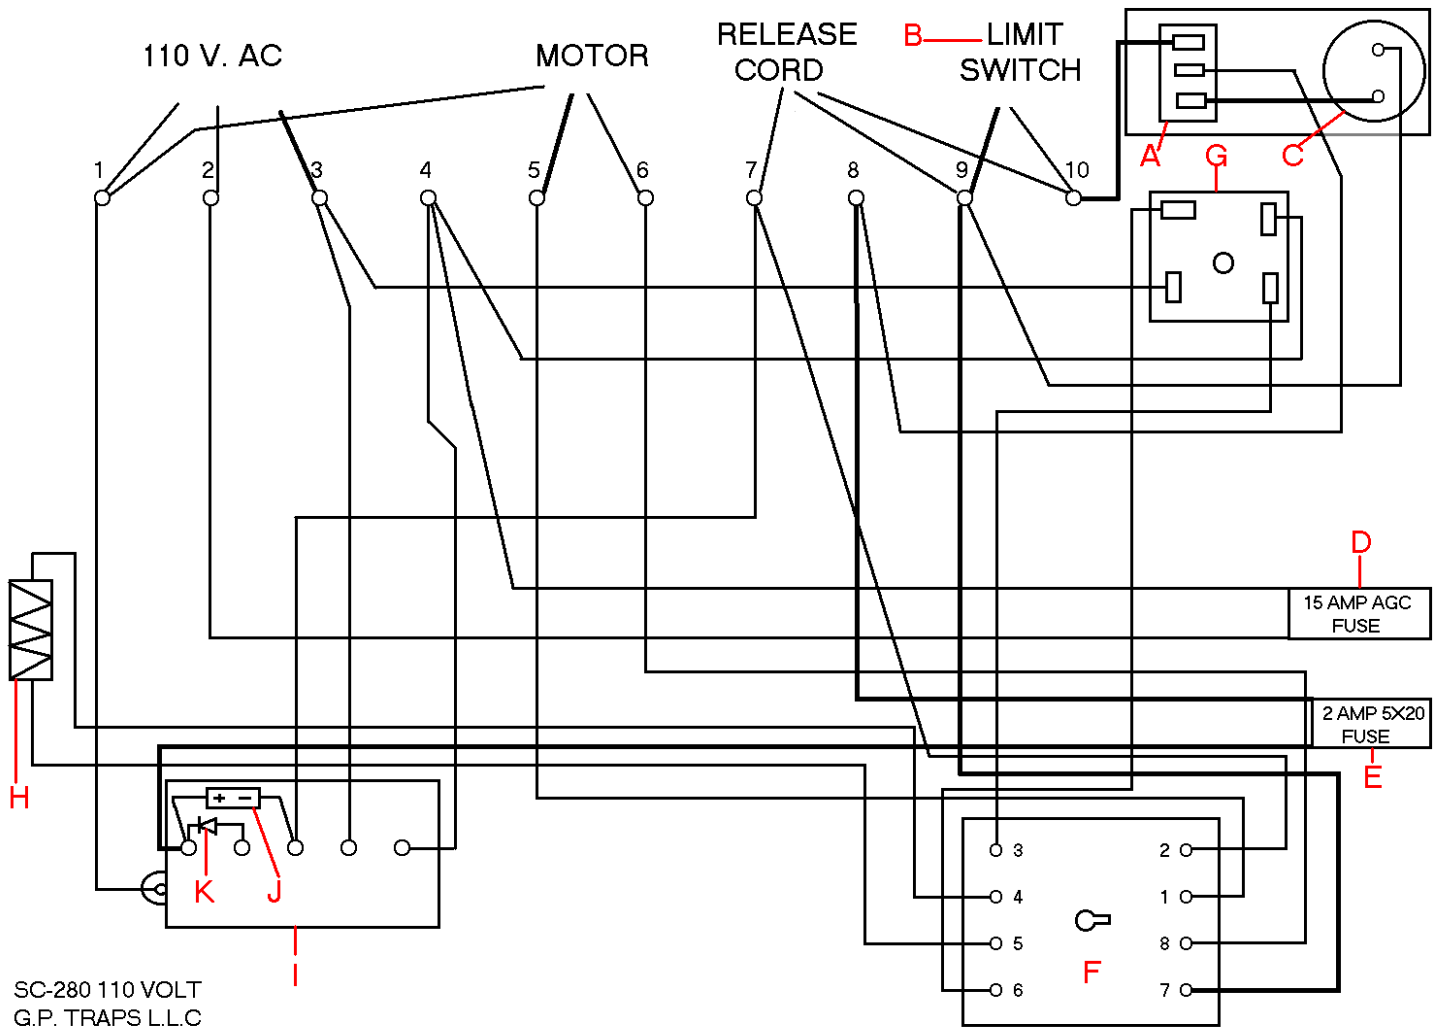 110 V. AC
MOTOR
RELEASE
CORD
B
LIMIT
SWITCH
A
G
C
1
2
3
4
5
6
7
8
9
10
D
15 AMP AGC
FUSE
2 AMP 5X20
FUSE
E
H
+ -
K
J
I
3
2
4
1
5
8
6
7
F
SC-280 110 VOLT
G.P. TRAPS L.L.C